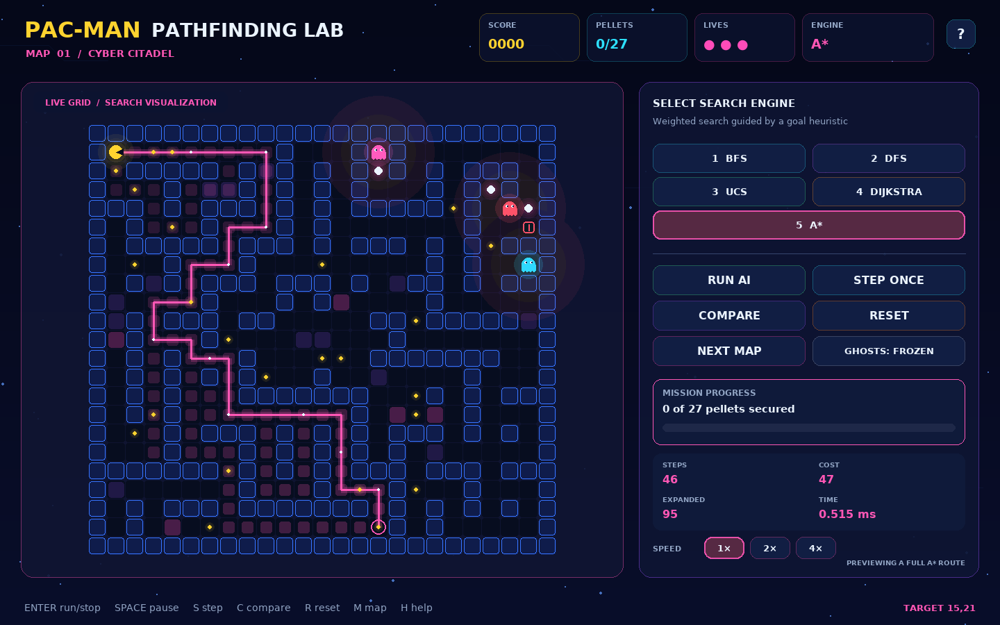 PAC-MAN PATHFINDING LAB
MAP 01 / CYBER CITADEL
SCORE
0000
PELLETS
0/27
LIVES
ENGINE
A*
?
LIVE GRID / SEARCH VISUALIZATION
SELECT SEARCH ENGINE
Weighted search guided by a goal heuristic
1 BFS
2 DFS
3 UCS
4 DIJKSTRA
5 A*
RUN AI
STEP ONCE
COMPARE
RESET
NEXT MAP
GHOSTS: FROZEN
MISSION PROGRESS
0 of 27 pellets secured
STEPS
46
COST
47
EXPANDED
95
TIME
0.515 ms
SPEED
1×
2×
4×
PREVIEWING A FULL A* ROUTE
ENTER run/stop SPACE pause S step C compare R reset M map H help
TARGET 15,21